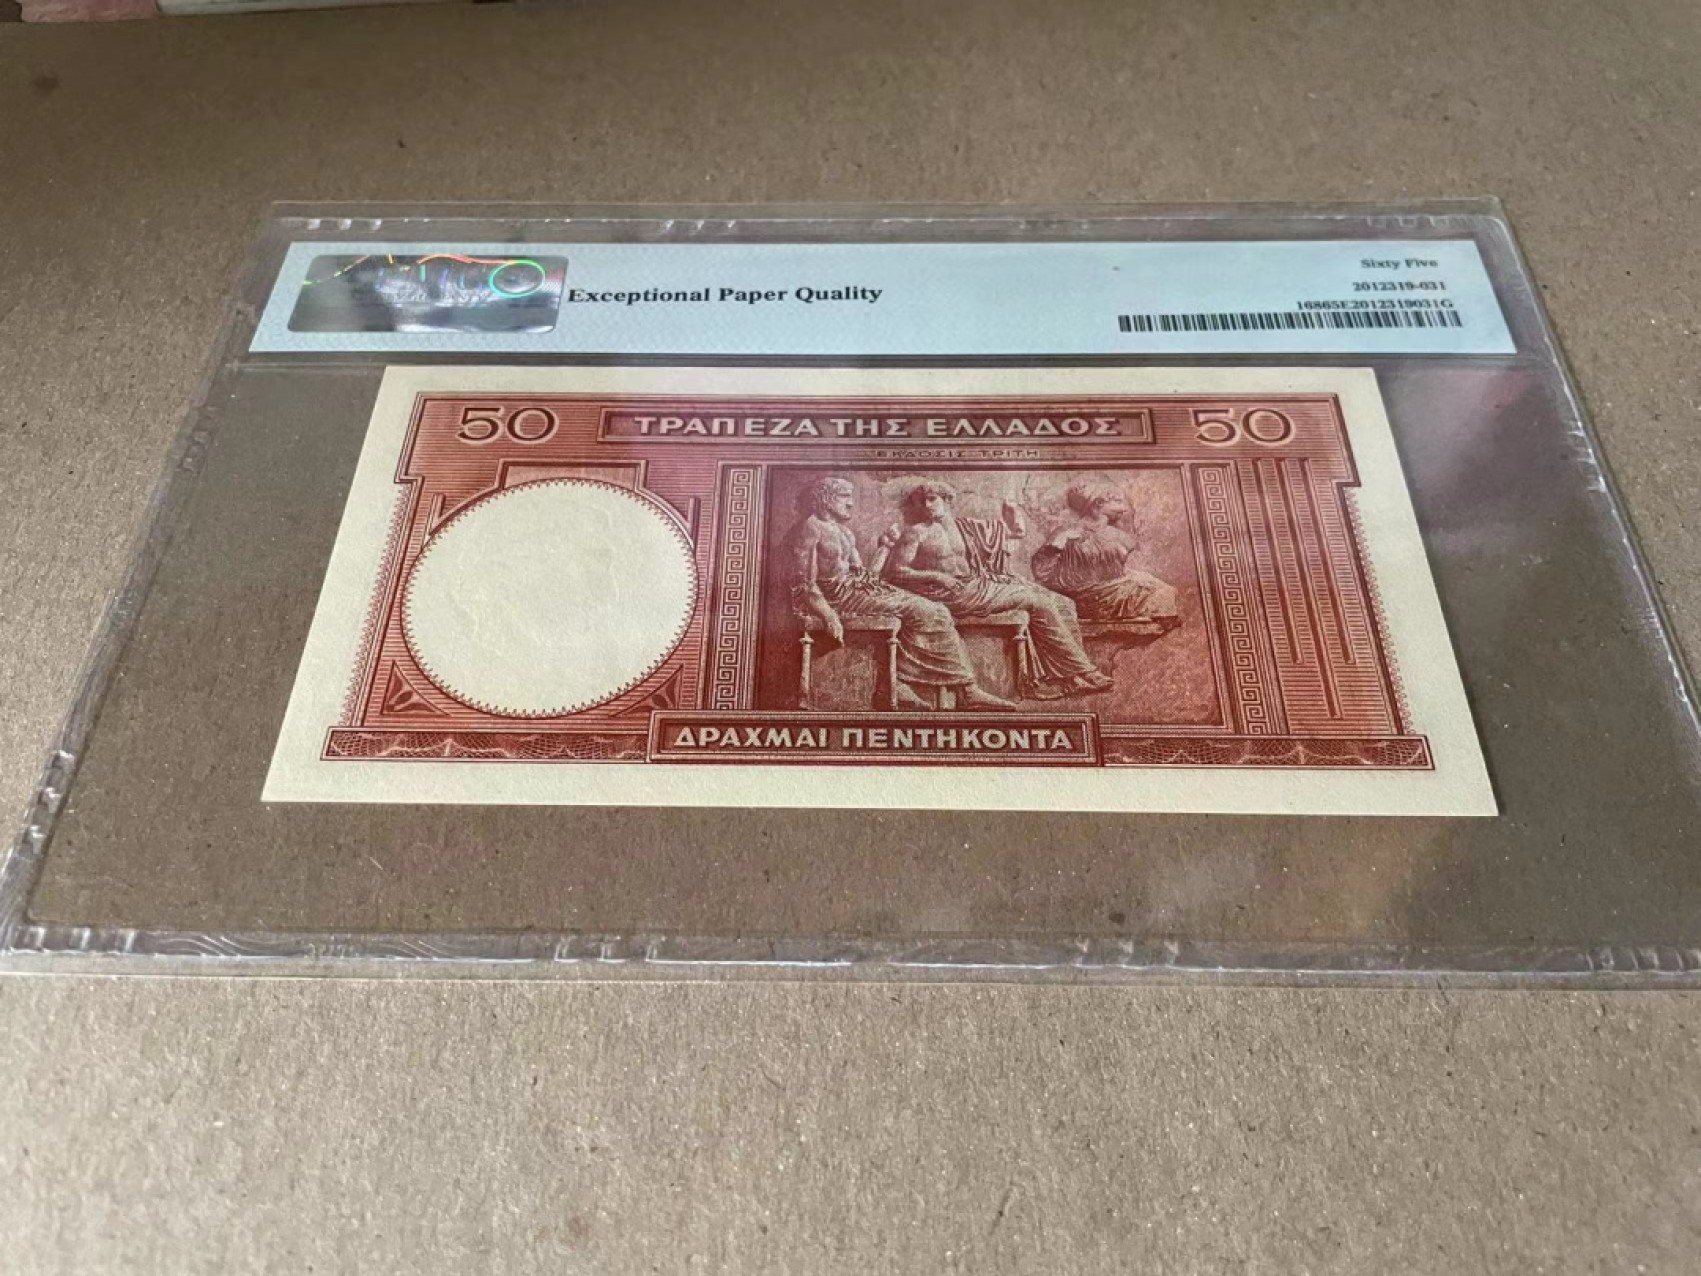 Exceptional Paper Quality
Sixty Five
2012319-031
16865E2012319031G
50 ΤΡΑΠΕΖΑ ΤΗΣ ΕΛΛΑΔΟΣ 50
ΕΚΔΟΣΙΣ ΤΡΙΤΗ
ΔΡΑΧΜΑΙ ΠΕΝΤΗΚΟΝΤΑ